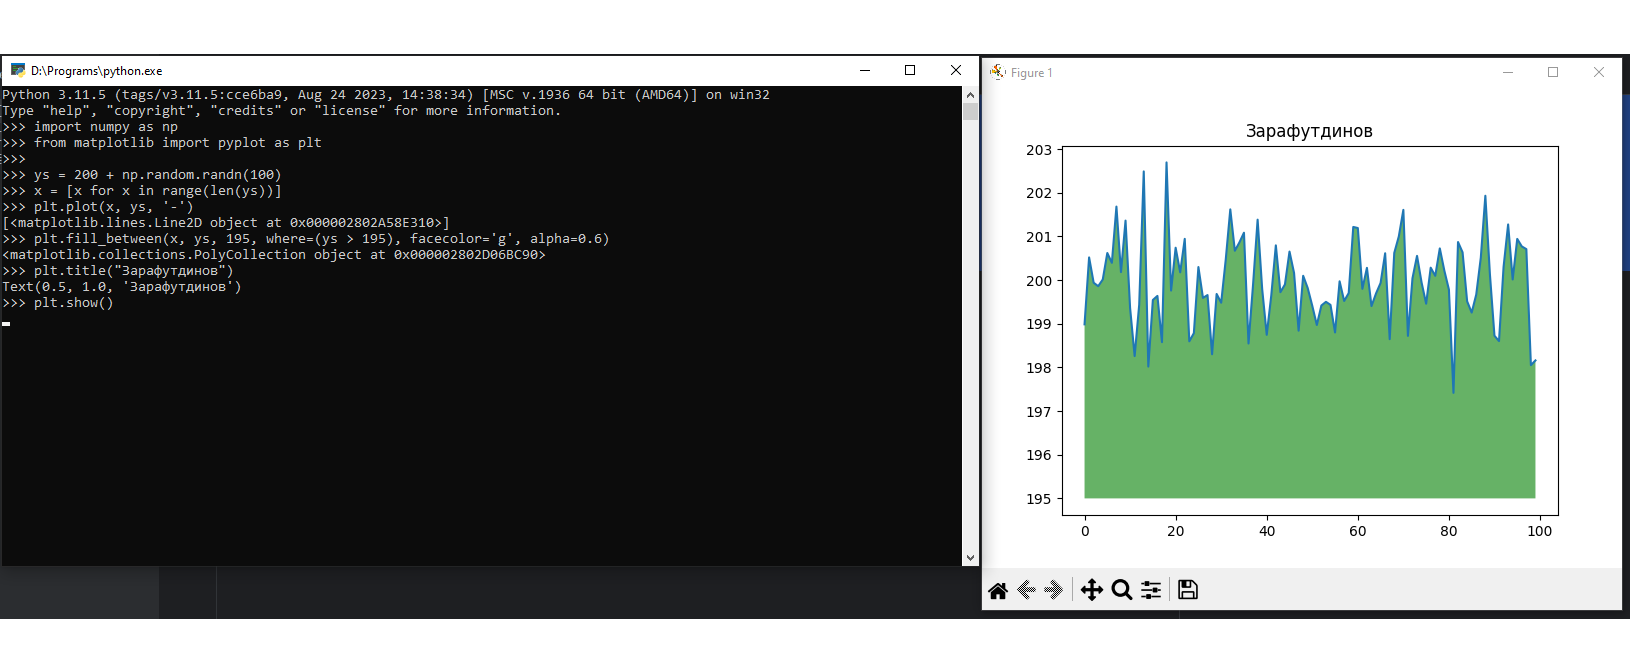 D:\Programs\python.exe
Python 3.11.5 (tags/v3.11.5:cce6ba9, Aug 24 2023, 14:38:34) [MSC v.1936 64 bit (AMD64)] on win32
Type "help", "copyright", "credits" or "license" for more information.
>>> import numpy as np
>>> from matplotlib import pyplot as plt
>>>
>>> ys = 200 + np.random.randn(100)
>>> x = [x for x in range(len(ys))]
>>> plt.plot(x, ys, '-')
[<matplotlib.lines.Line2D object at 0x000002802A58E310>]
>>> plt.fill_between(x, ys, 195, where=(ys > 195), facecolor='g', alpha=0.6)
<matplotlib.collections.PolyCollection object at 0x000002802D06BC90>
>>> plt.title("Зарафутдинов")
Text(0.5, 1.0, 'Зарафутдинов')
>>> plt.show()
Figure 1
Зарафутдинов
203
202
201
200
199
198
197
196
195
0 20 40 60 80 100